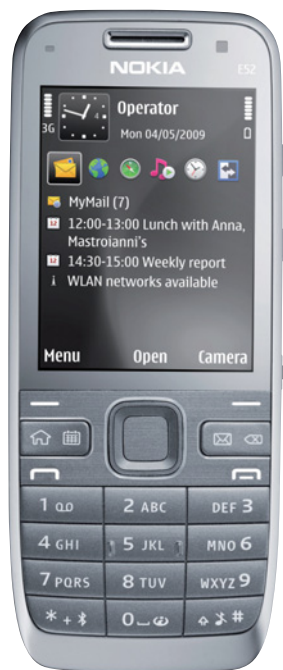 NOKIA E52
Operator
3G
Mon 04/05/2009
MyMail (7)
12:00-13:00 Lunch with Anna,
Mastroianni's
14:30-15:00 Weekly report
WLAN networks available
Menu Open Camera
1 2 ABC DEF 3
4 GHI 5 JKL MNO 6
7 PQRS 8 TUV WXYZ 9
* + 0 #